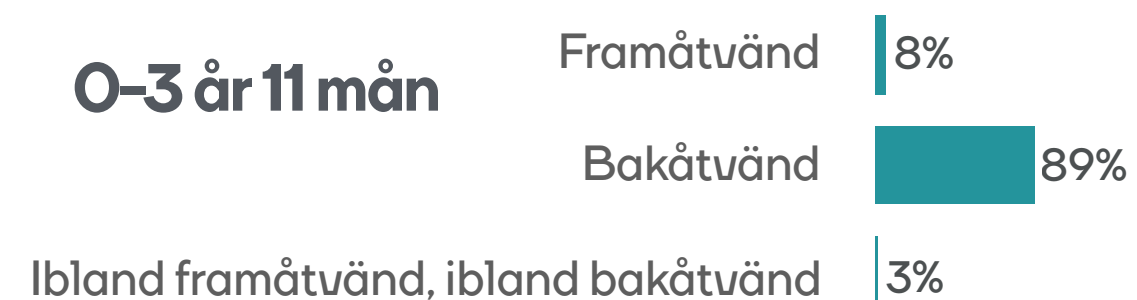 0–3 år 11 mån
Framåtvänd 8%
Bakåtvänd 89%
Ibland framåtvänd, ibland bakåtvänd 3%